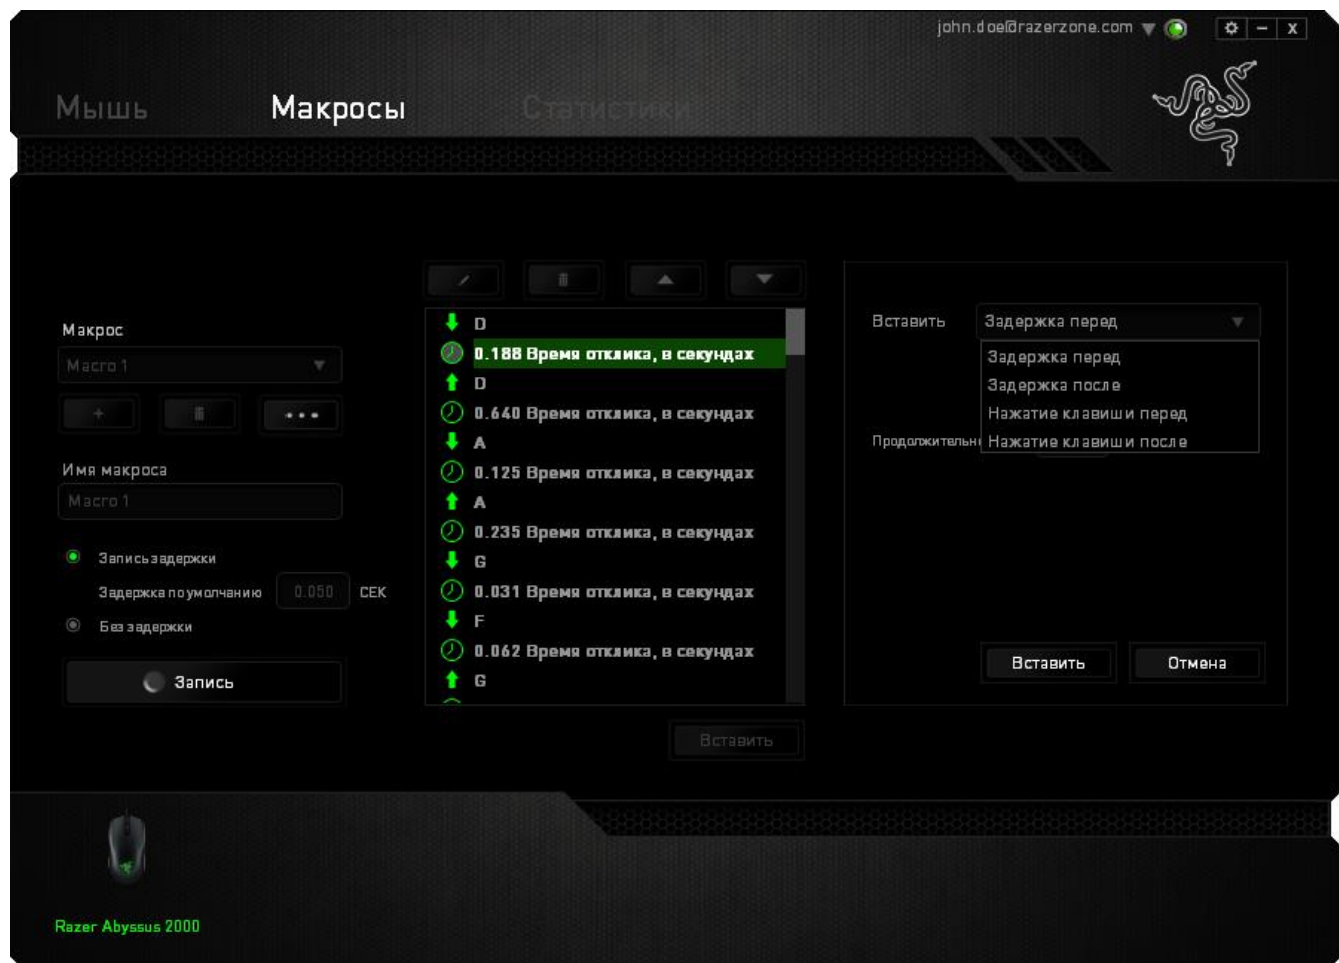 john.doe@razerzone.com
Мышь Макросы Статистики
Макрос
Macro 1
Имя макроса
Macro 1
Запись задержки
Задержка по умолчанию 0.050 СЕК
Без задержки
Запись
D
0.188 Время отклика, в секундах
D
0.640 Время отклика, в секундах
A
0.125 Время отклика, в секундах
A
0.235 Время отклика, в секундах
G
0.031 Время отклика, в секундах
F
0.062 Время отклика, в секундах
G
Вставить
Вставить Задержка перед
Задержка перед
Задержка после
Нажатие клавиши перед
Продолжительн Нажатие клавиши после
Вставить Отмена
Razer Abyssus 2000